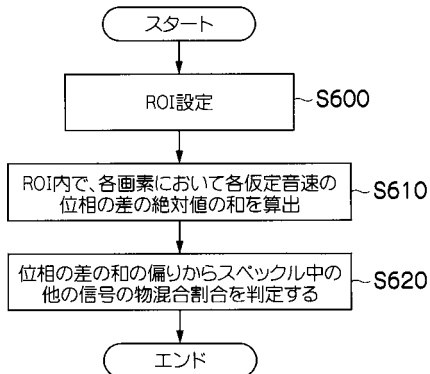 スタート
ROI設定
S600
ROI内で、各画素において各仮定音速の
位相の差の絶対値の和を算出
S610
位相の差の和の偏りからスペックル中の
他の信号の物混合割合を判定する
S620
エンド